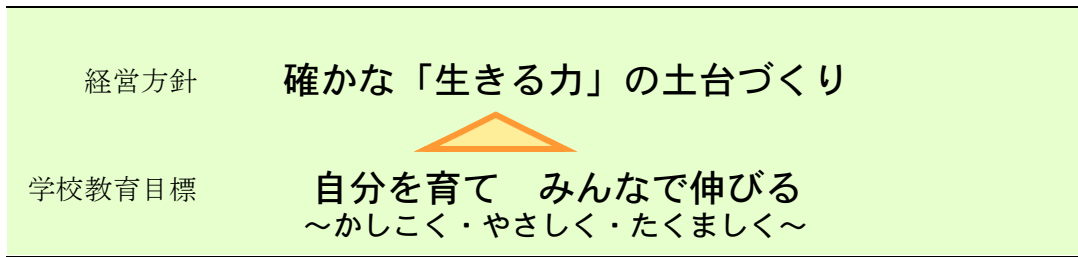 経営方針　確かな「生きる力」の土台づくり
学校教育目標　自分を育て　みんなで伸びる
～かしこく・やさしく・たくましく～